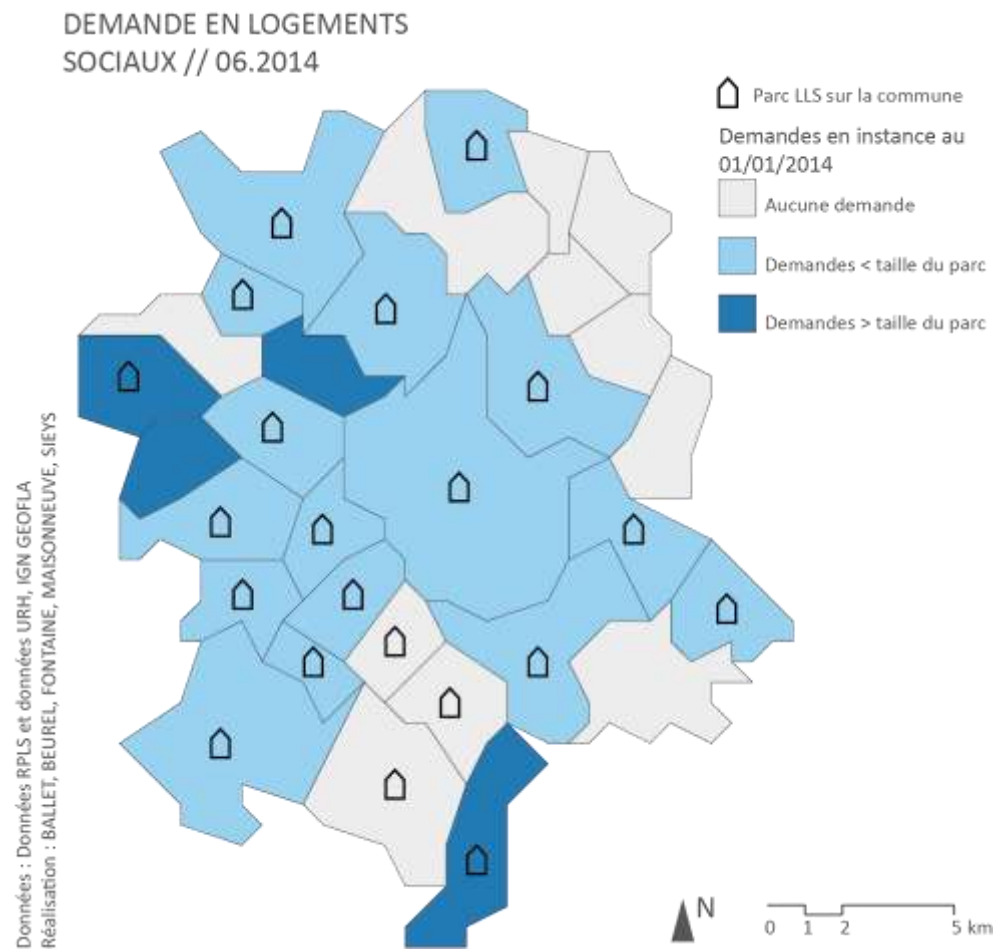 DEMANDE EN LOGEMENTS
SOCIAUX // 06.2014
Parc LLS sur la commune
Demandes en instance au
01/01/2014
Aucune demande
Demandes < taille du parc
Demandes > taille du parc
Données : Données RPLS et données URH, IGN GEOFLA
Réalisation : BALLET, BEUREL, FONTAINE, MAISONNEUVE, SIEYS
N
0 1 2 5 km